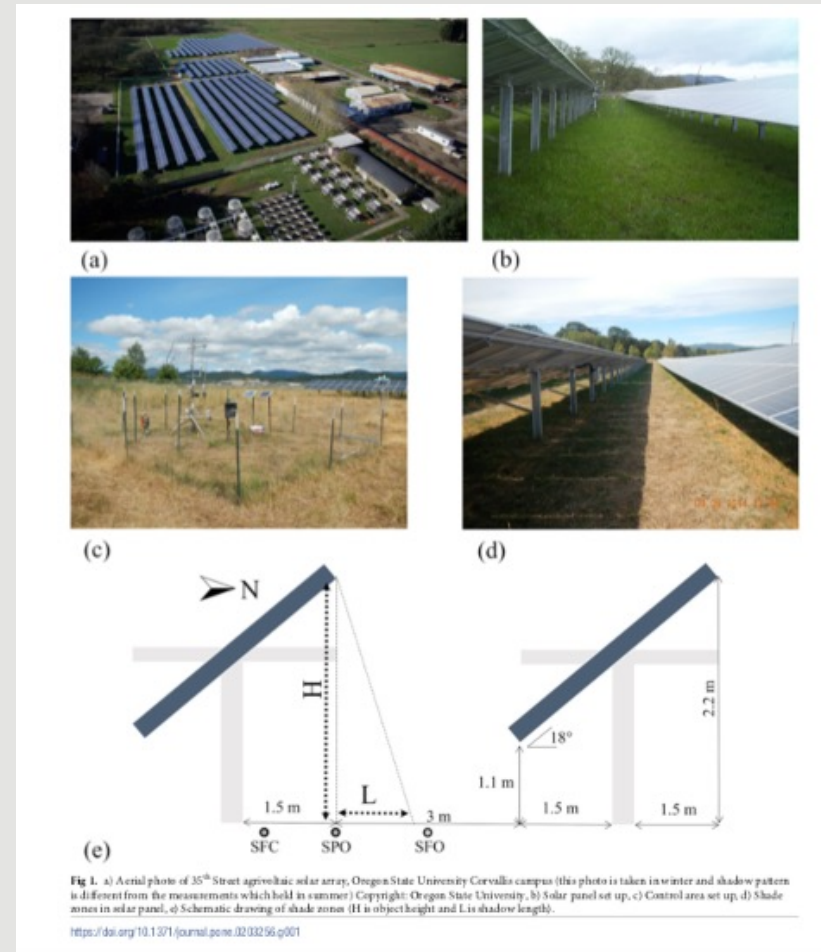 (a)
(b)
(c)
(d)
N
H
L
1.5 m
3 m
18°
1.1 m
2.2 m
1.5 m
1.5 m
SFC
SPO
SFO
(e)
Fig 1. a) Aerial photo of 35th Street agrivoltaic solar array, Oregon State University Corvallis campus (this photo is taken in winter and shadow pattern
is different from the measurements which held in summer) Copyright: Oregon State University, b) Solar panel set up, c) Control area set up, d) Shade
zones in solar panel, e) Schematic drawing of shade zones (H is object height and L is shadow length).
https://doi.org/10.1371/journal.pone.0203256.g001